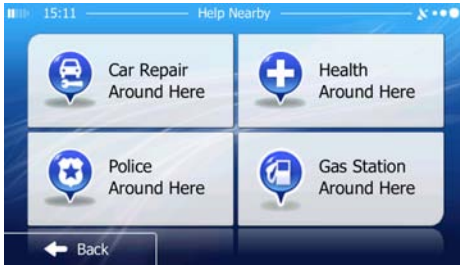 15:11
Help Nearby
Car Repair
Around Here
Health
Around Here
Police
Around Here
Gas Station
Around Here
Back